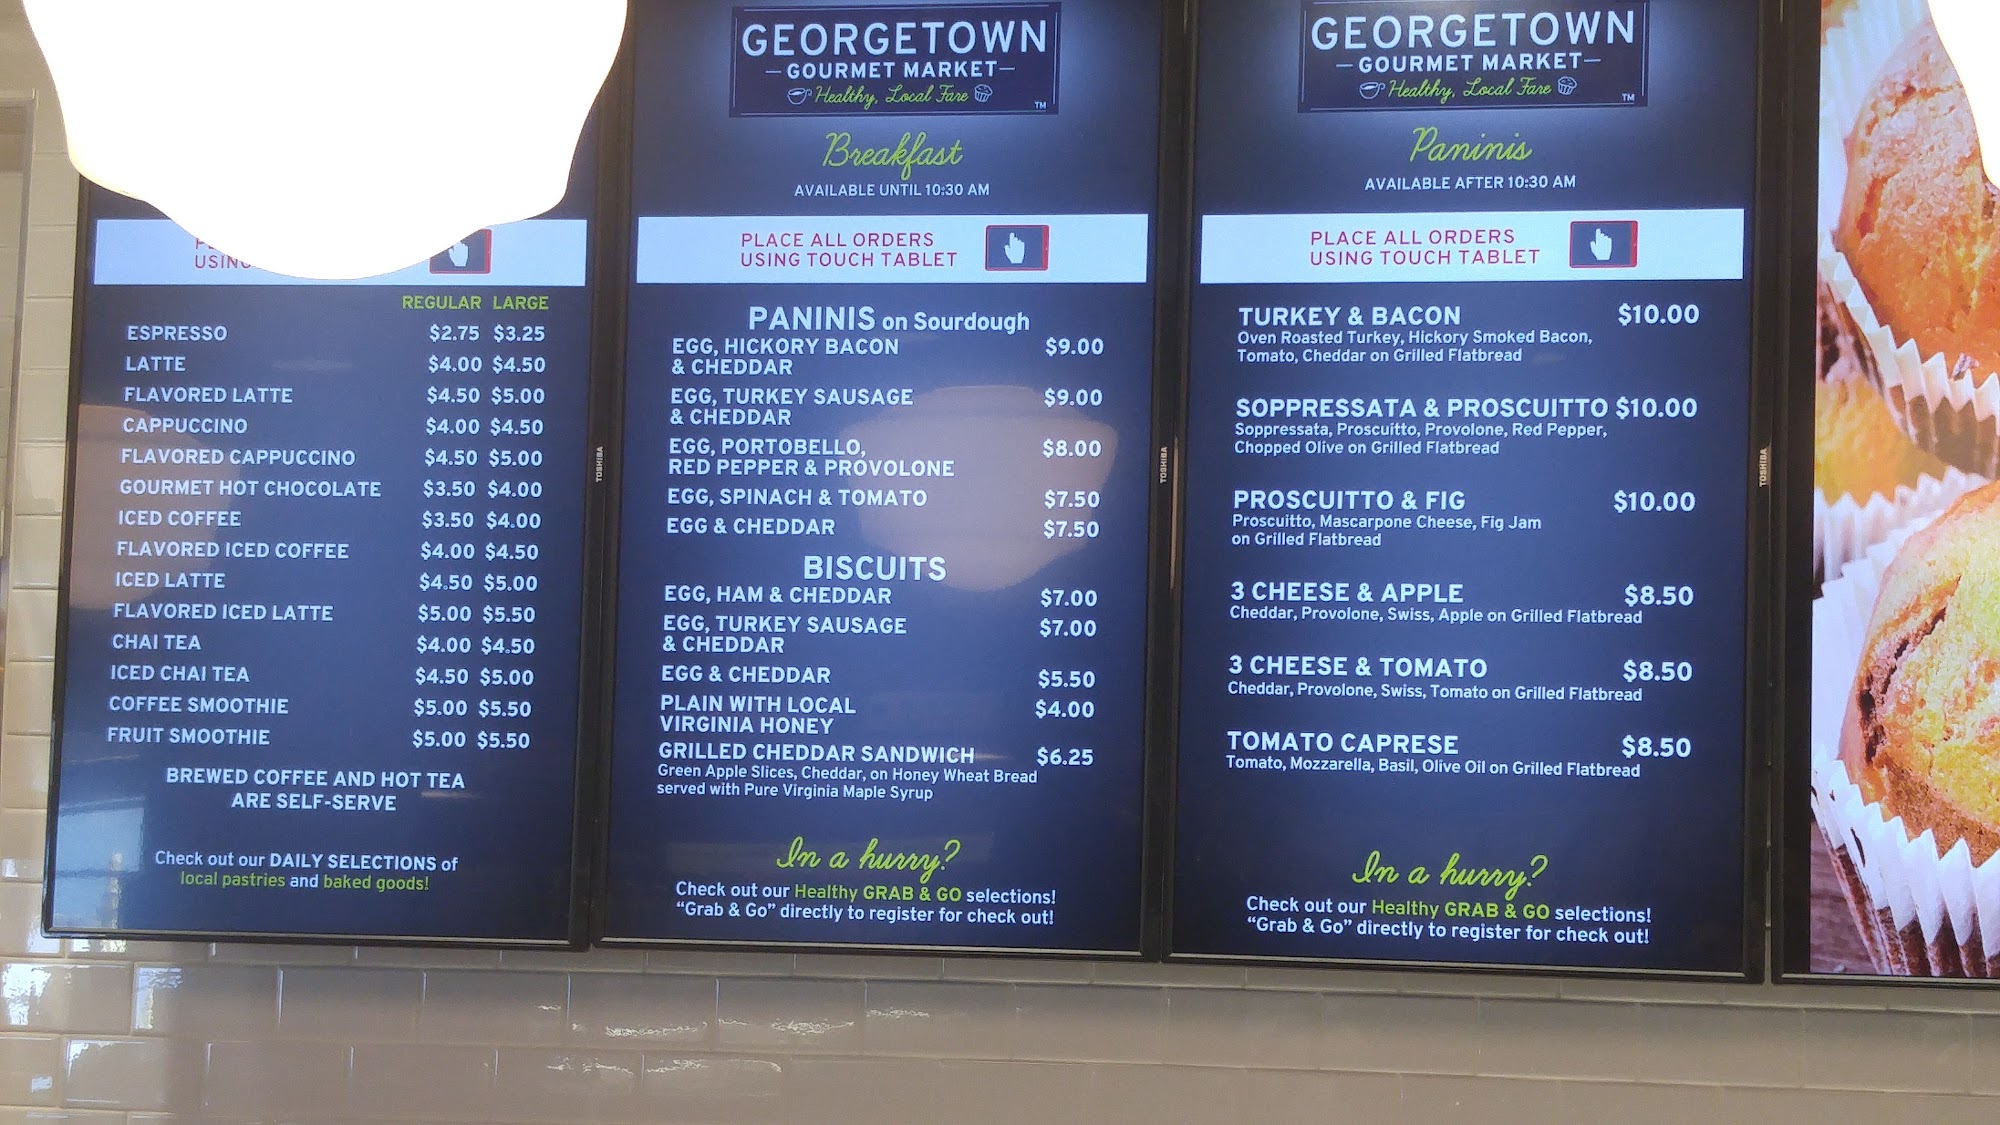 USING
REGULAR LARGE
ESPRESSO $2.75 $3.25
LATTE $4.00 $4.50
FLAVORED LATTE $4.50 $5.00
CAPPUCCINO $4.00 $4.50
FLAVORED CAPPUCCINO $4.50 $5.00
GOURMET HOT CHOCOLATE $3.50 $4.00
ICED COFFEE $3.50 $4.00
FLAVORED ICED COFFEE $4.00 $4.50
ICED LATTE $4.50 $5.00
FLAVORED ICED LATTE $5.00 $5.50
CHAI TEA $4.00 $4.50
ICED CHAI TEA $4.50 $5.00
COFFEE SMOOTHIE $5.00 $5.50
FRUIT SMOOTHIE $5.00 $5.50
BREWED COFFEE AND HOT TEA
ARE SELF-SERVE
Check out our DAILY SELECTIONS of
local pastries and baked goods!
TOSHIBA
GEORGETOWN
GOURMET MARKET
Healthy, Local Fare
TM
Breakfast
AVAILABLE UNTIL 10:30 AM
PLACE ALL ORDERS
USING TOUCH TABLET
PANINIS on Sourdough
EGG, HICKORY BACON $9.00
& CHEDDAR
EGG, TURKEY SAUSAGE $9.00
& CHEDDAR
EGG, PORTOBELLO, $8.00
RED PEPPER & PROVOLONE
EGG, SPINACH & TOMATO $7.50
EGG & CHEDDAR $7.50
BISCUITS
EGG, HAM & CHEDDAR $7.00
EGG, TURKEY SAUSAGE $7.00
& CHEDDAR
EGG & CHEDDAR $5.50
PLAIN WITH LOCAL $4.00
VIRGINIA HONEY
GRILLED CHEDDAR SANDWICH $6.25
Green Apple Slices, Cheddar, on Honey Wheat Bread
served with Pure Virginia Maple Syrup
In a hurry?
Check out our Healthy GRAB & GO selections!
"Grab & Go" directly to register for check out!
TOSHIBA
GEORGETOWN
GOURMET MARKET
Healthy, Local Fare
TM
Paninis
AVAILABLE AFTER 10:30 AM
PLACE ALL ORDERS
USING TOUCH TABLET
TURKEY & BACON $10.00
Oven Roasted Turkey, Hickory Smoked Bacon,
Tomato, Cheddar on Grilled Flatbread
SOPPRESSATA & PROSCUITTO $10.00
Soppressata, Proscuitto, Provolone, Red Pepper,
Chopped Olive on Grilled Flatbread
PROSCUITTO & FIG $10.00
Proscuitto, Mascarpone Cheese, Fig Jam
on Grilled Flatbread
3 CHEESE & APPLE $8.50
Cheddar, Provolone, Swiss, Apple on Grilled Flatbread
3 CHEESE & TOMATO $8.50
Cheddar, Provolone, Swiss, Tomato on Grilled Flatbread
TOMATO CAPRESE $8.50
Tomato, Mozzarella, Basil, Olive Oil on Grilled Flatbread
In a hurry?
Check out our Healthy GRAB & GO selections!
"Grab & Go" directly to register for check out!
TOSHIBA